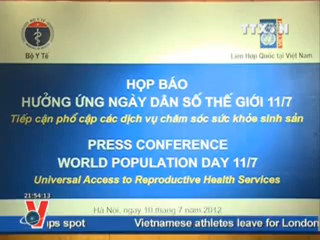 TTXVN
Bộ Y Tế
Liên Hợp Quốc tại Việt Nam
HỌP BÁO
HƯỞNG ỨNG NGÀY DÂN SỐ THẾ GIỚI 11/7
Tiếp cận phổ cập các dịch vụ chăm sóc sức khỏe sinh sản
PRESS CONFERENCE
WORLD POPULATION DAY 11/7
Universal Access to Reproductive Health Services
Hà Nội, ngày 10 tháng 7 năm 2012
21:54:13
spot Vietnamese athletes leave for London